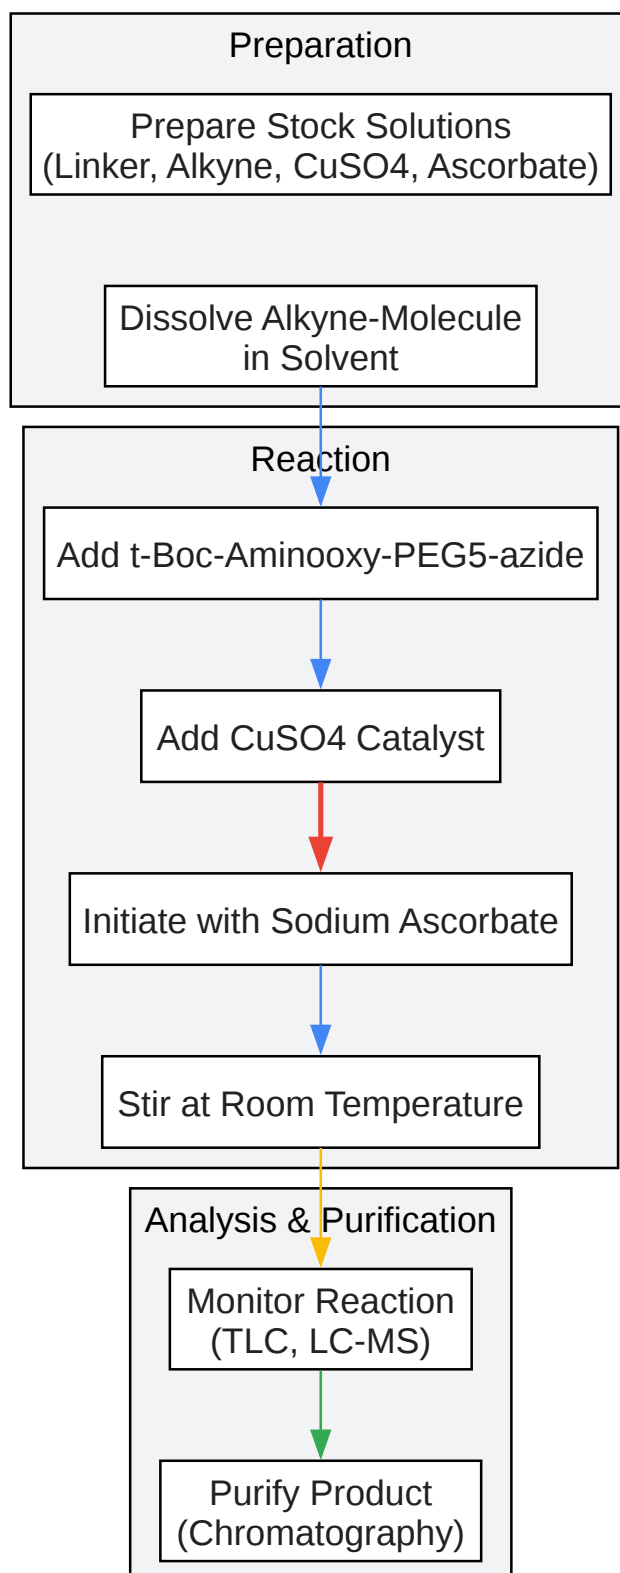 Preparation
Prepare Stock Solutions
(Linker, Alkyne, CuSO4, Ascorbate)
Dissolve Alkyne-Molecule
in Solvent
Reaction
Add t-Boc-Aminooxy-PEG5-azide
Add CuSO4 Catalyst
Initiate with Sodium Ascorbate
Stir at Room Temperature
Analysis & Purification
Monitor Reaction
(TLC, LC-MS)
Purify Product
(Chromatography)